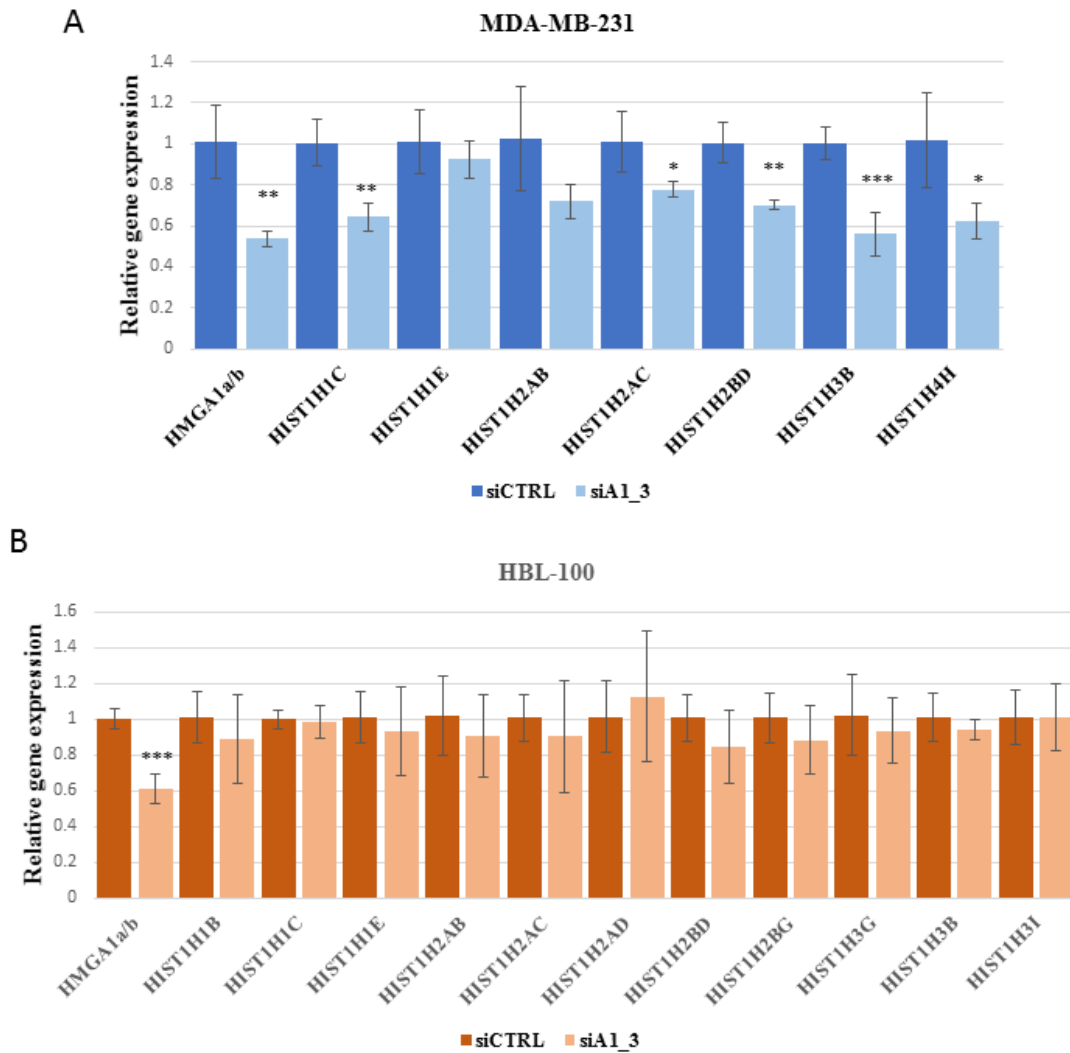 A
MDA-MB-231
Relative gene expression
1.4
1.2
1
0.8
0.6
0.4
0.2
0
** ** * ** *** *
HMGA1a/b HIST1H1C HIST1H1E HIST1H2AB HIST1H2AC HIST1H2BD HIST1H3B HIST1H4H
siCTRL siA1_3
B
HBL-100
Relative gene expression
1.6
1.4
1.2
1
0.8
0.6
0.4
0.2
0
***
HMGA1a/b HIST1H1B HIST1H1C HIST1H1E HIST1H2AB HIST1H2AC HIST1H2AD HIST1H2BD HIST1H2BG HIST1H3G HIST1H3B HIST1H3I
siCTRL siA1_3